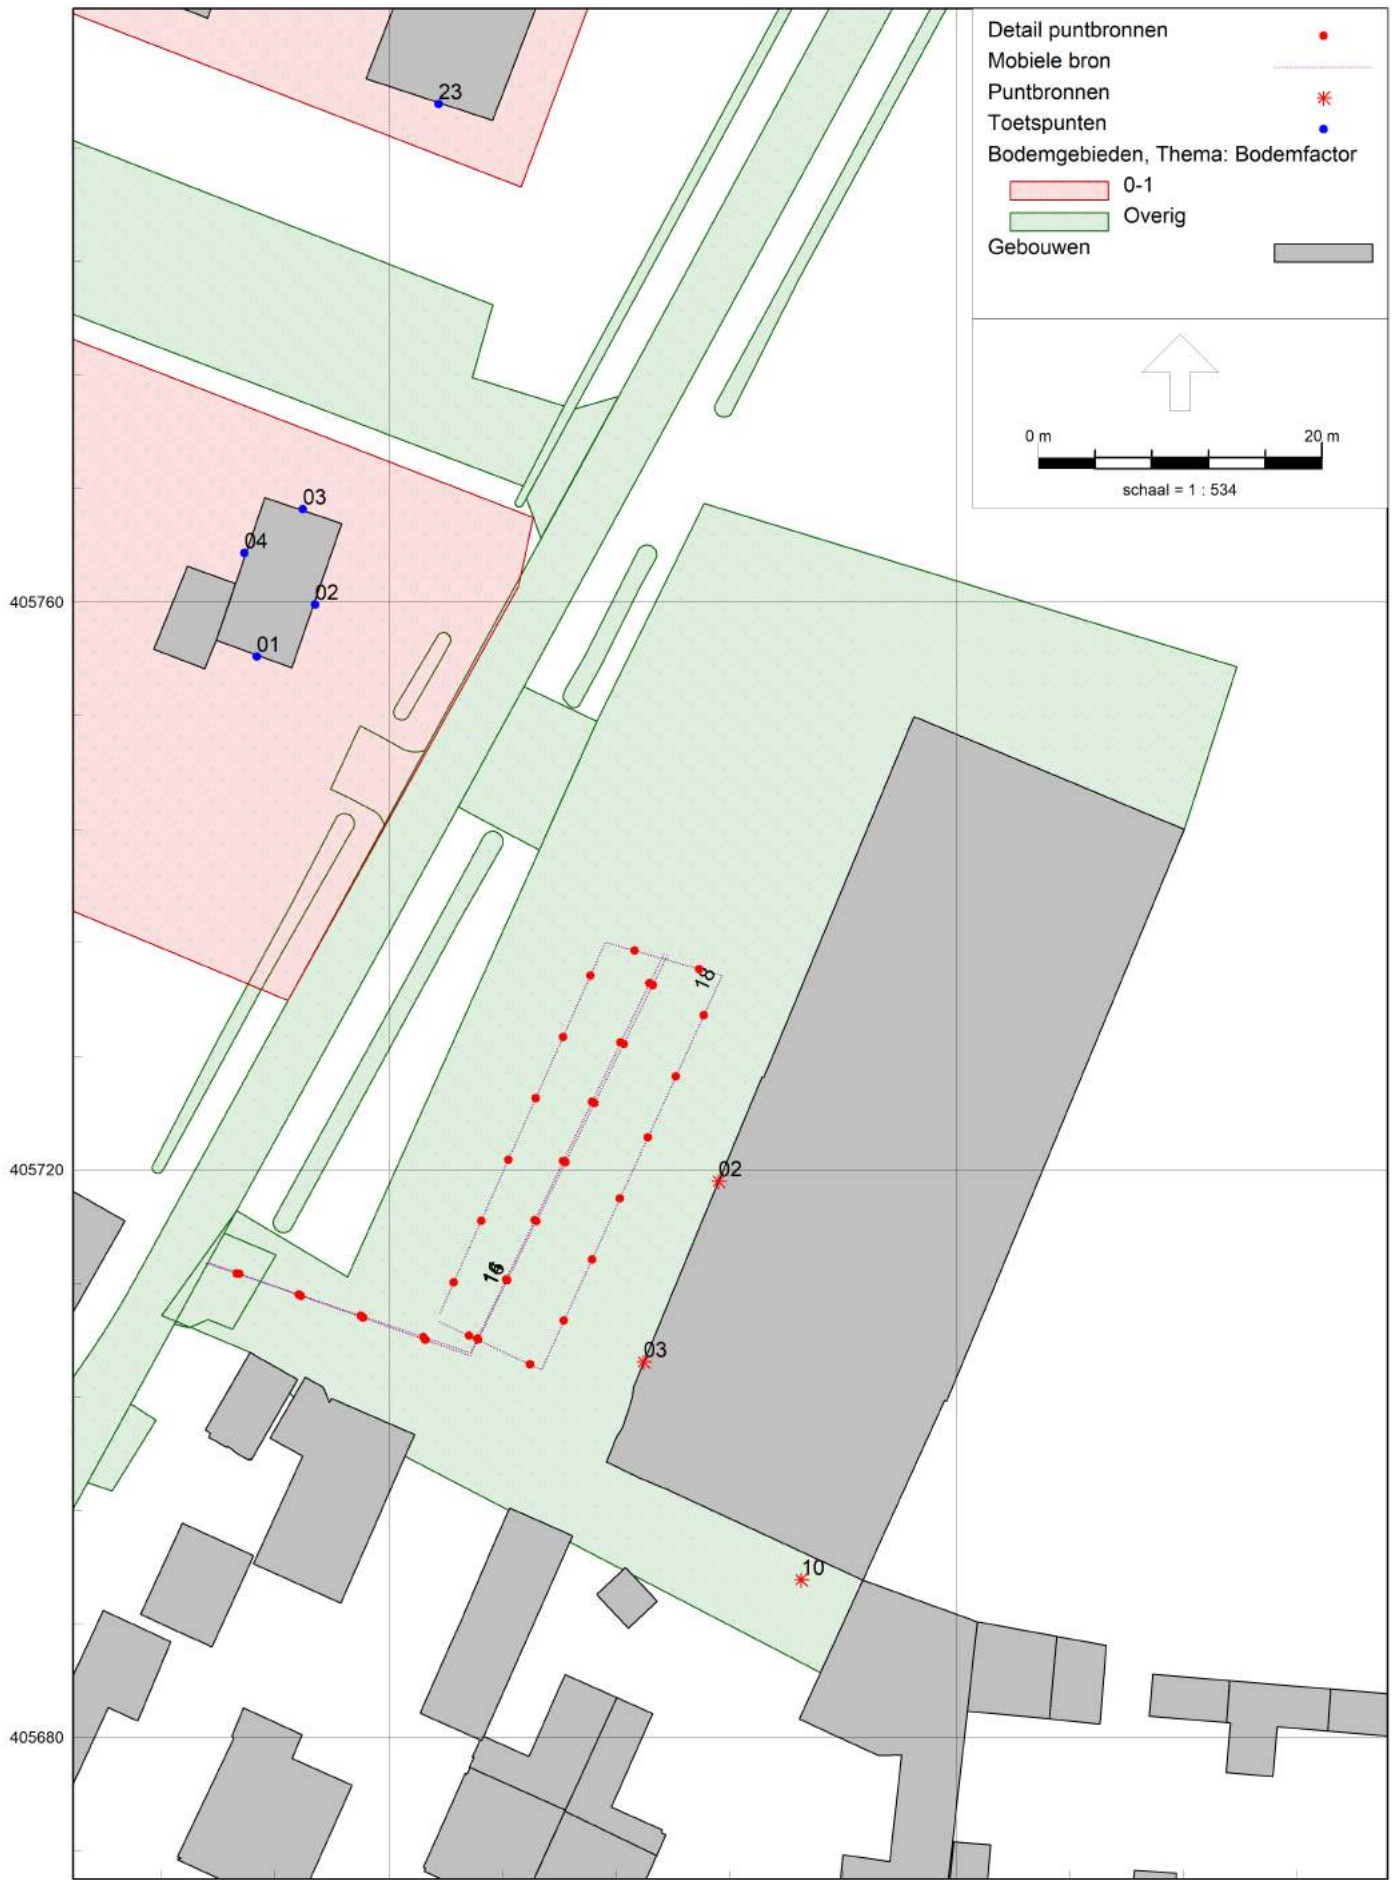 Detail puntbronnen
Mobiele bron
Puntbronnen
Toetspunten
Bodemgebieden, Thema: Bodemfactor
0-1
Overig
Gebouwen
0 m 20 m
schaal = 1 : 534
23
03
04
02
01
405760
18
405720
02
16
03
10
405680